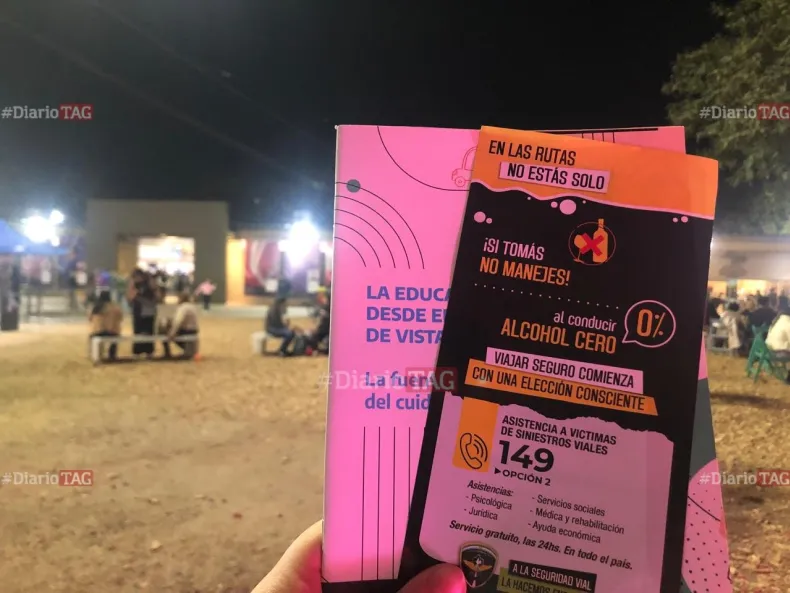 #DiarioTAG
#DiarioTAG
EN LAS RUTAS
NO ESTÁS SOLO
¡SI TOMÁS
NO MANEJES!
al conducir
ALCOHOL CERO
0%
VIAJAR SEGURO COMIENZA
CON UNA ELECCIÓN CONSCIENTE
ASISTENCIA A VICTIMAS
DE SINIESTROS VIALES
149
OPCIÓN 2
Asistencias:
- Psicológica
- Jurídica
- Servicios sociales
- Médica y rehabilitación
- Ayuda económica
Servicio gratuito, las 24hs. En todo el país.
A LA SEGURIDAD VIAL
LA HACEMOS
LA EDUCA
DESDE
DE VISTA
La
del cuid
#DiarioTAG
#DiarioTAG
#DiarioTAG